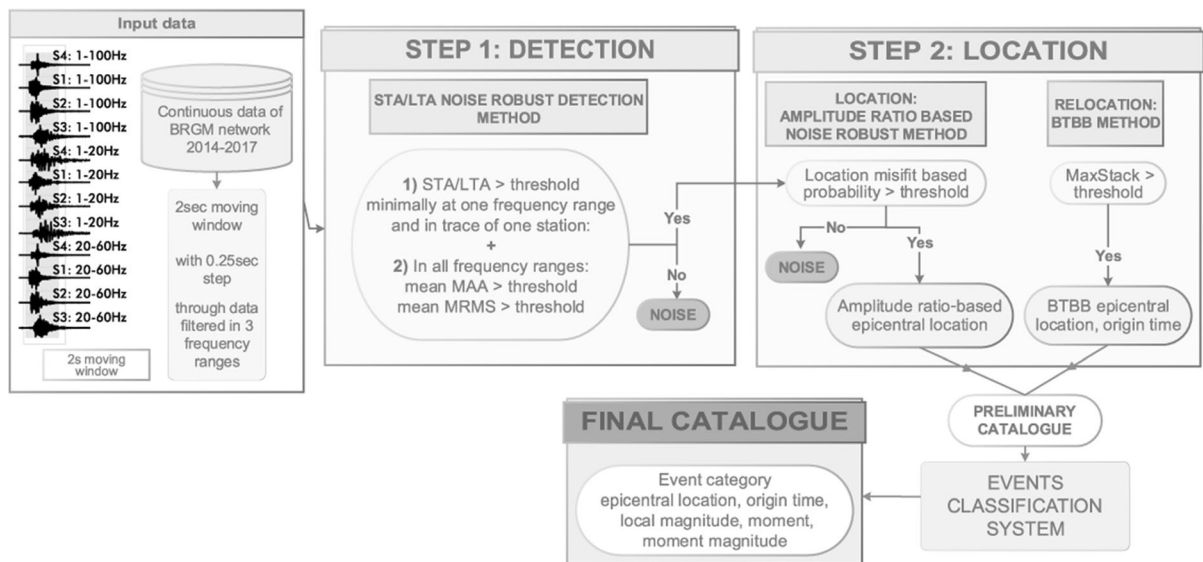 Input data
S4: 1-100Hz
S1: 1-100Hz
S2: 1-100Hz
S3: 1-100Hz
S4: 1-20Hz
S1: 1-20Hz
S2: 1-20Hz
S3: 1-20Hz
S4: 20-60Hz
S1: 20-60Hz
S2: 20-60Hz
S3: 20-60Hz
2s moving
window
Continuous data of
BRGM network
2014-2017
2sec moving
window
with 0.25sec
step
through data
filtered in 3
frequency
ranges
STEP 1: DETECTION
STA/LTA NOISE ROBUST DETECTION
METHOD
1) STA/LTA > threshold
minimally at one frequency range
and in trace of one station:
+
2) In all frequency ranges:
mean MAA > threshold
mean MRMS > threshold
Yes
No
NOISE
STEP 2: LOCATION
LOCATION:
AMPLITUDE RATIO BASED
NOISE ROBUST METHOD
Location misfit based
probability > threshold
No
Yes
NOISE
Amplitude ratio-based
epicentral location
RELOCATION:
BTBB METHOD
MaxStack >
threshold
Yes
BTBB epicentral
location, origin time
PRELIMINARY
CATALOGUE
EVENTS
CLASSIFICATION
SYSTEM
FINAL CATALOGUE
Event category
epicentral location, origin time,
local magnitude, moment,
moment magnitude